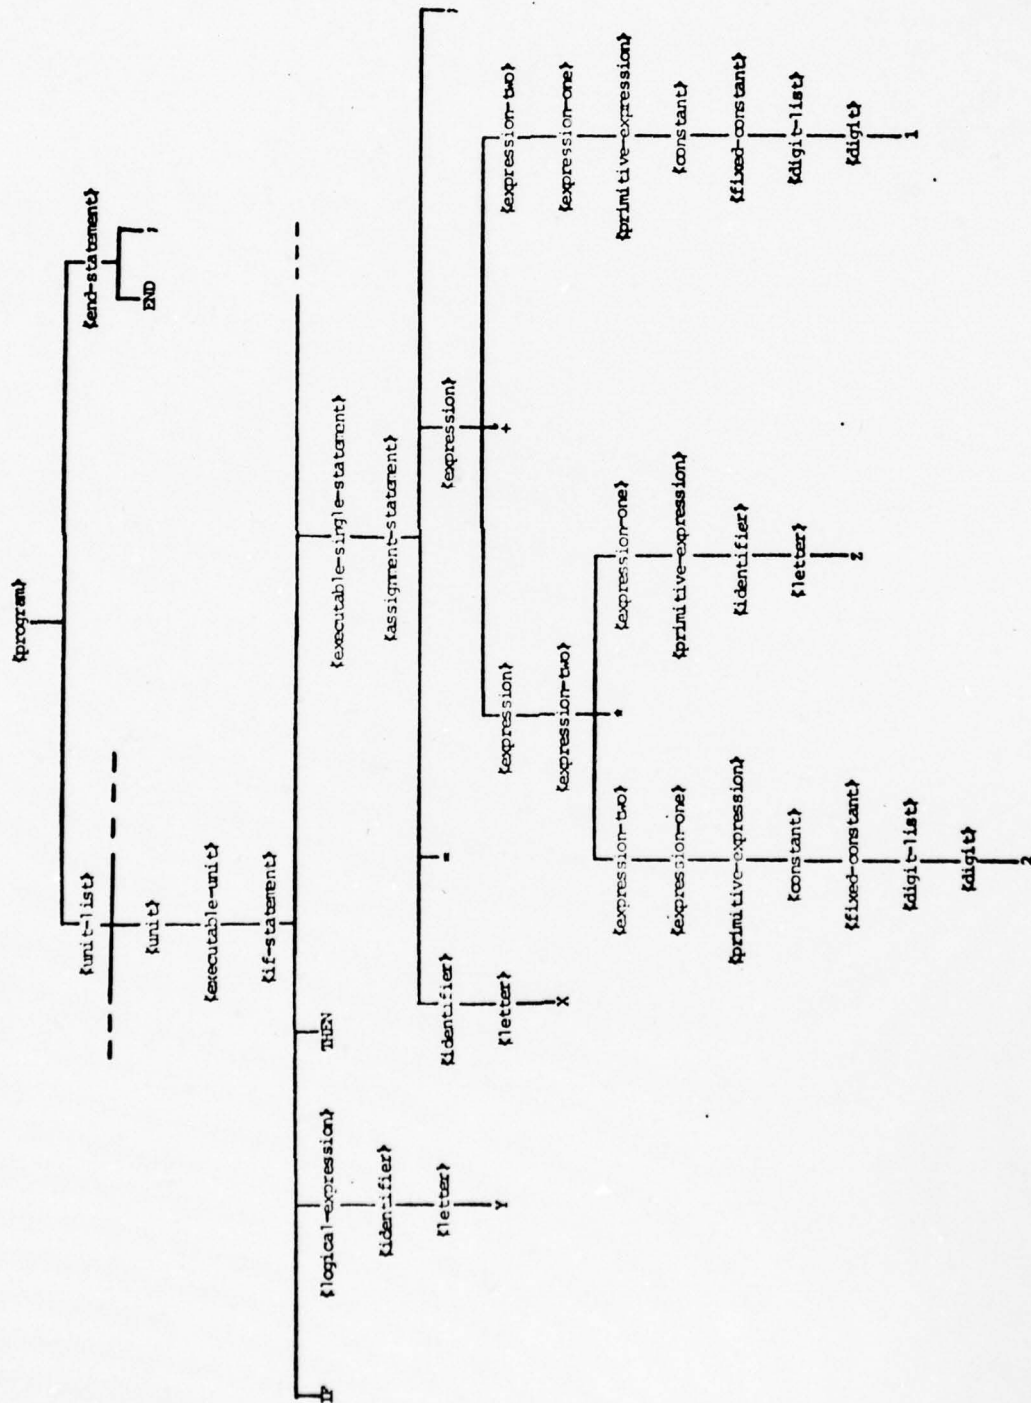 {program}
{unit-list} {end-statement}
{unit} END ;
{executable-unit}
{if-statement}
IF {logical-expression} THEN {executable-single-statement}
{identifier} {assignment-statement}
{letter} {identifier} = {expression} ;
Y {letter} {expression} + {expression-two}
X {expression-two} {expression-one}
{expression-two} * {expression-one} {primitive-expression}
{expression-one} {primitive-expression} {constant}
{primitive-expression} {identifier} {fixed-constant}
{constant} {letter} {digit-list}
{fixed-constant} Z {digit}
{digit-list} 1
{digit}
2